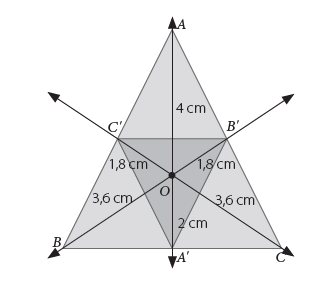 A
4 cm
C′ B′
1,8 cm 1,8 cm
O
3,6 cm 3,6 cm
2 cm
B A′ C